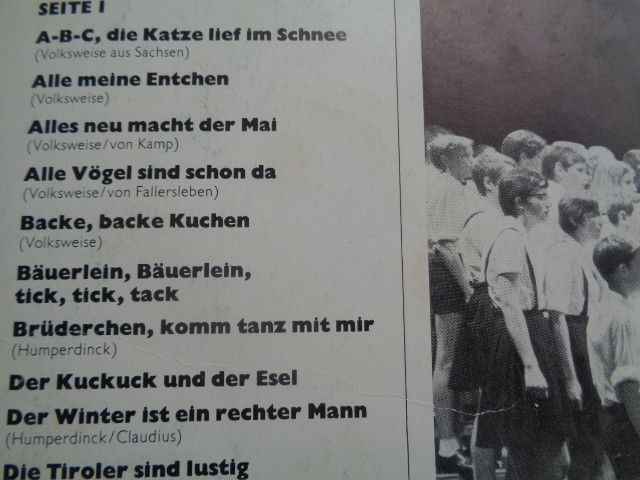 SEITE I
A-B-C, die Katze lief im Schnee
(Volksweise aus Sachsen)
Alle meine Entchen
(Volksweise)
Alles neu macht der Mai
(Volksweise/von Kamp)
Alle Vögel sind schon da
(Volksweise/von Fallersleben)
Backe, backe Kuchen
(Volksweise)
Bäuerlein, Bäuerlein,
tick, tick, tack
Brüderchen, komm tanz mit mir
(Humperdinck)
Der Kuckuck und der Esel
Der Winter ist ein rechter Mann
(Humperdinck/Claudius)
Die Tiroler sind lustig